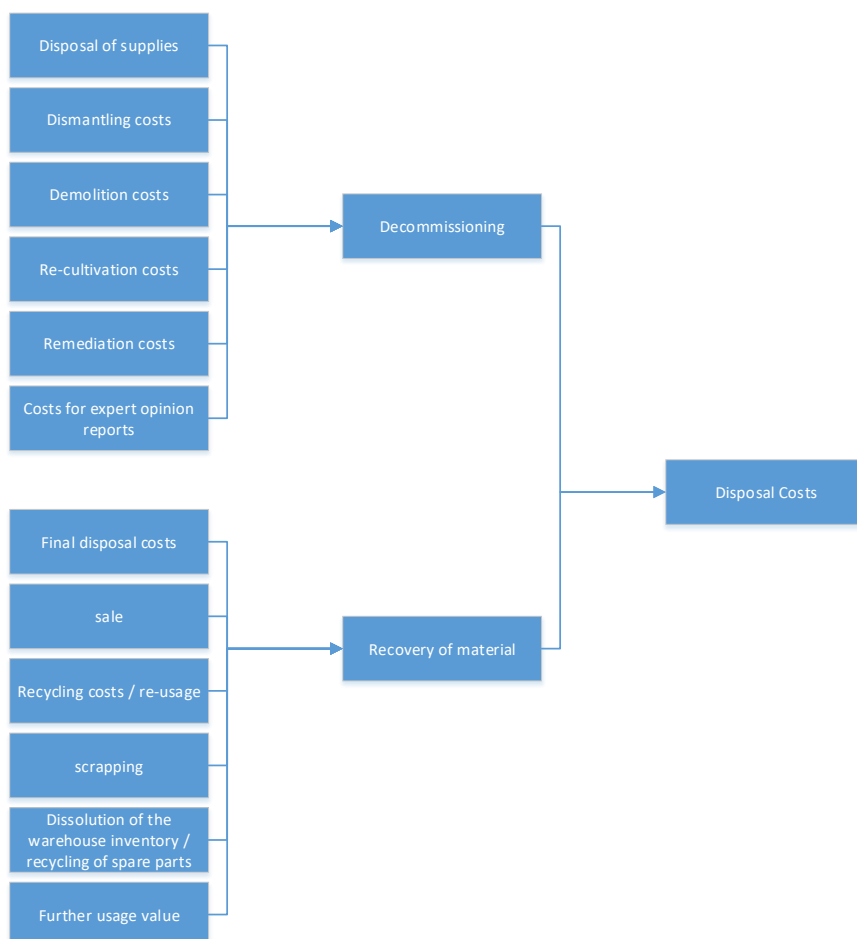 Disposal of supplies
Dismantling costs
Demolition costs
Re-cultivation costs
Remediation costs
Costs for expert opinion
reports
Decommissioning
Disposal Costs
Final disposal costs
sale
Recycling costs / re-usage
scrapping
Dissolution of the
warehouse inventory /
recycling of spare parts
Further usage value
Recovery of material